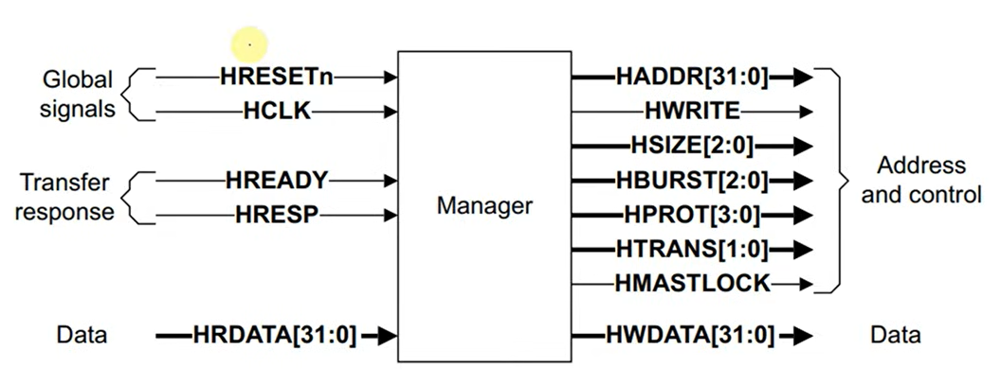 Global
signals
HRESETn
HCLK
Transfer
response
HREADY
HRESP
Data
HRDATA[31:0]
Manager
HADDR[31:0]
HWRITE
HSIZE[2:0]
HBURST[2:0]
HPROT[3:0]
HTRANS[1:0]
HMASTLOCK
Address
and control
HWDATA[31:0]
Data